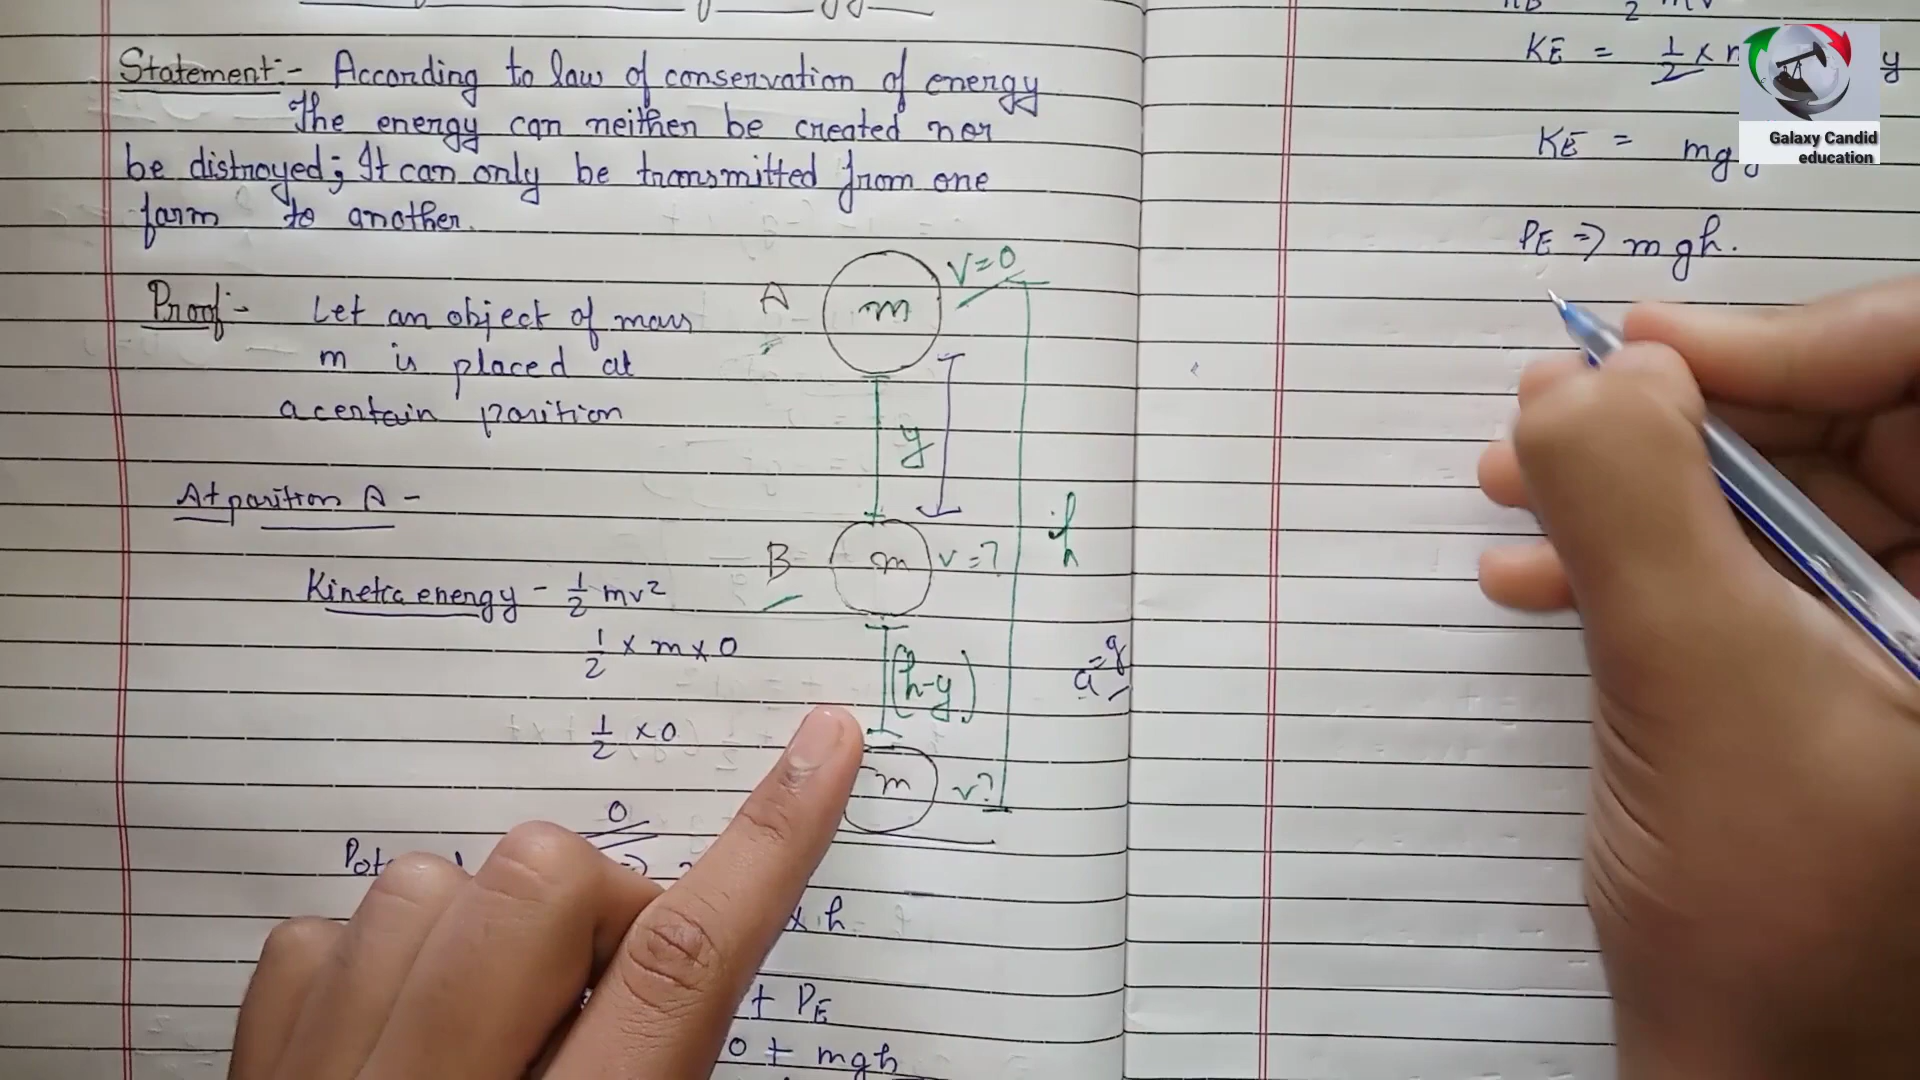 Statement:- According to law of conservation of energy
The energy can neither be created nor
be distroyed; It can only be transmitted from one
farm to another.
Proof:- Let an object of mass
m is placed at
a certain position
A
m
V=0
y
h
At position A -
Kinetic energy - 1/2 mv²
1/2 × m × 0
1/2 × 0
0
B
m
v=?
(h-y)
a=g
m
v?
× h
+ PE
0 + mgh
KE = 1/2 ×
y
KE = mg
PE => mgh.
Galaxy Candid
education